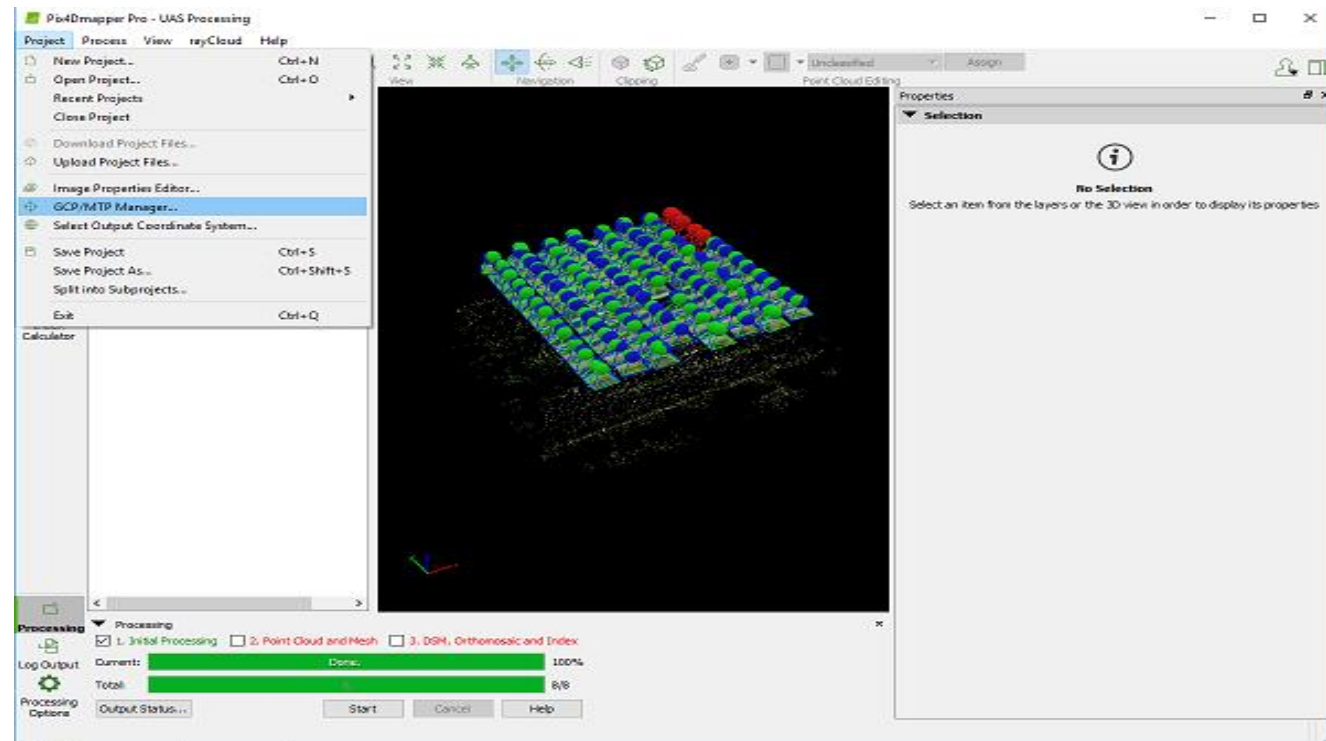 Pix4Dmapper Pro - UAS Processing
Project Process View rayCloud Help
New Project... Ctrl+N
Open Project... Ctrl+O
Recent Projects
Close Project
Download Project Files...
Upload Project Files...
Image Properties Editor...
GCP/MTP Manager...
Select Output Coordinate System...
Save Project Ctrl+S
Save Project As... Ctrl+Shift+S
Split into Subprojects...
Exit Ctrl+Q
Calculator
Unclassified Assign
View Navigation Clipping Point Cloud Editing
Properties
Selection
No Selection
Select an item from the layers or the 3D view in order to display its properties
Processing
Log Output
Processing
Options
Processing
1. Initial Processing 2. Point Cloud and Mesh 3. DSM, Orthomosaic and Index
Current: Done. 100%
Total: 8/8
Output Status... Start Cancel Help